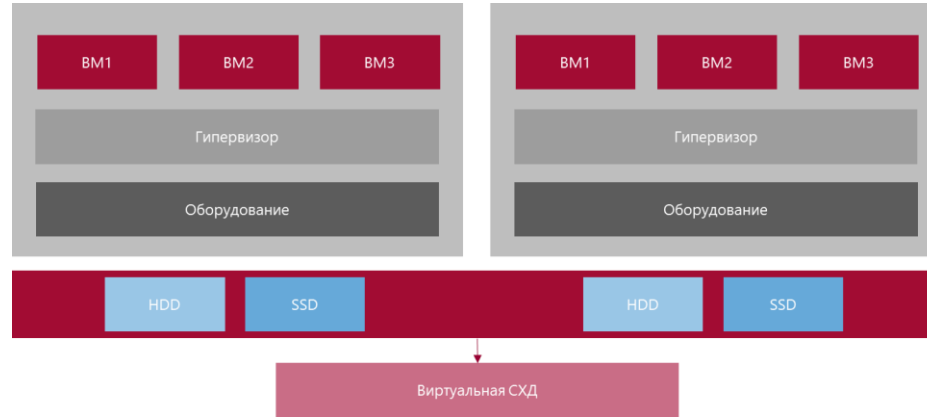 ВМ1 ВМ2 ВМ3 ВМ1 ВМ2 ВМ3
Гипервизор Гипервизор
Оборудование Оборудование
HDD SSD HDD SSD
Виртуальная СХД